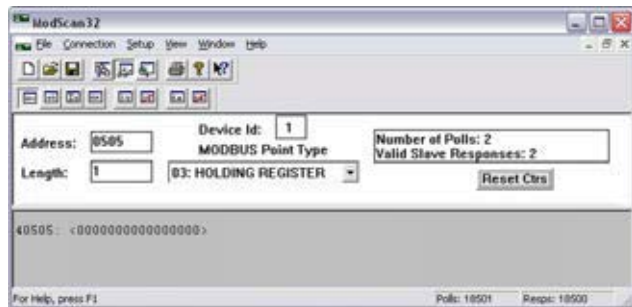 ModScan32
File Connection Setup View Window Help
Address: 0505
Device Id: 1
MODBUS Point Type
Length: 1
03: HOLDING REGISTER
Number of Polls: 2
Valid Slave Responses: 2
Reset Ctrs
40505: <0000000000000000>
For Help, press F1
Polls: 18501
Resps: 18500